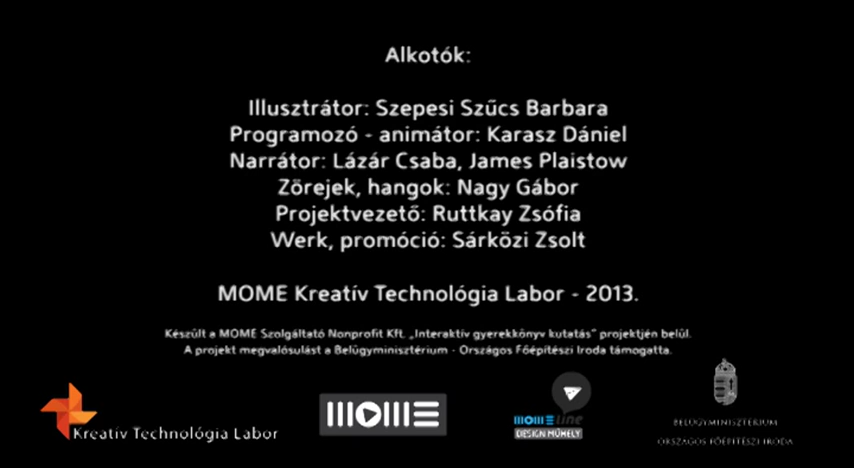 Alkotók:
Illusztrátor: Szepesi Szűcs Barbara
Programozó - animátor: Karasz Dániel
Narrátor: Lázár Csaba, James Plaistow
Zörejek, hangok: Nagy Gábor
Projektvezető: Ruttkay Zsófia
Werk, promóció: Sárközi Zsolt
MOME Kreatív Technológia Labor - 2013.
Készült a MOME Szolgáltató Nonprofit Kft. „Interaktív gyerekkönyv kutatás” projektjén belül.
A projekt megvalósulást a Belügyminisztérium - Országos Főépítészi Iroda támogatta.
Kreatív Technológia Labor
MOME
MOMEline
DESIGN MŰHELY
BELÜGYMINISZTÉRIUM
ORSZÁGOS FŐÉPÍTÉSZI IRODA